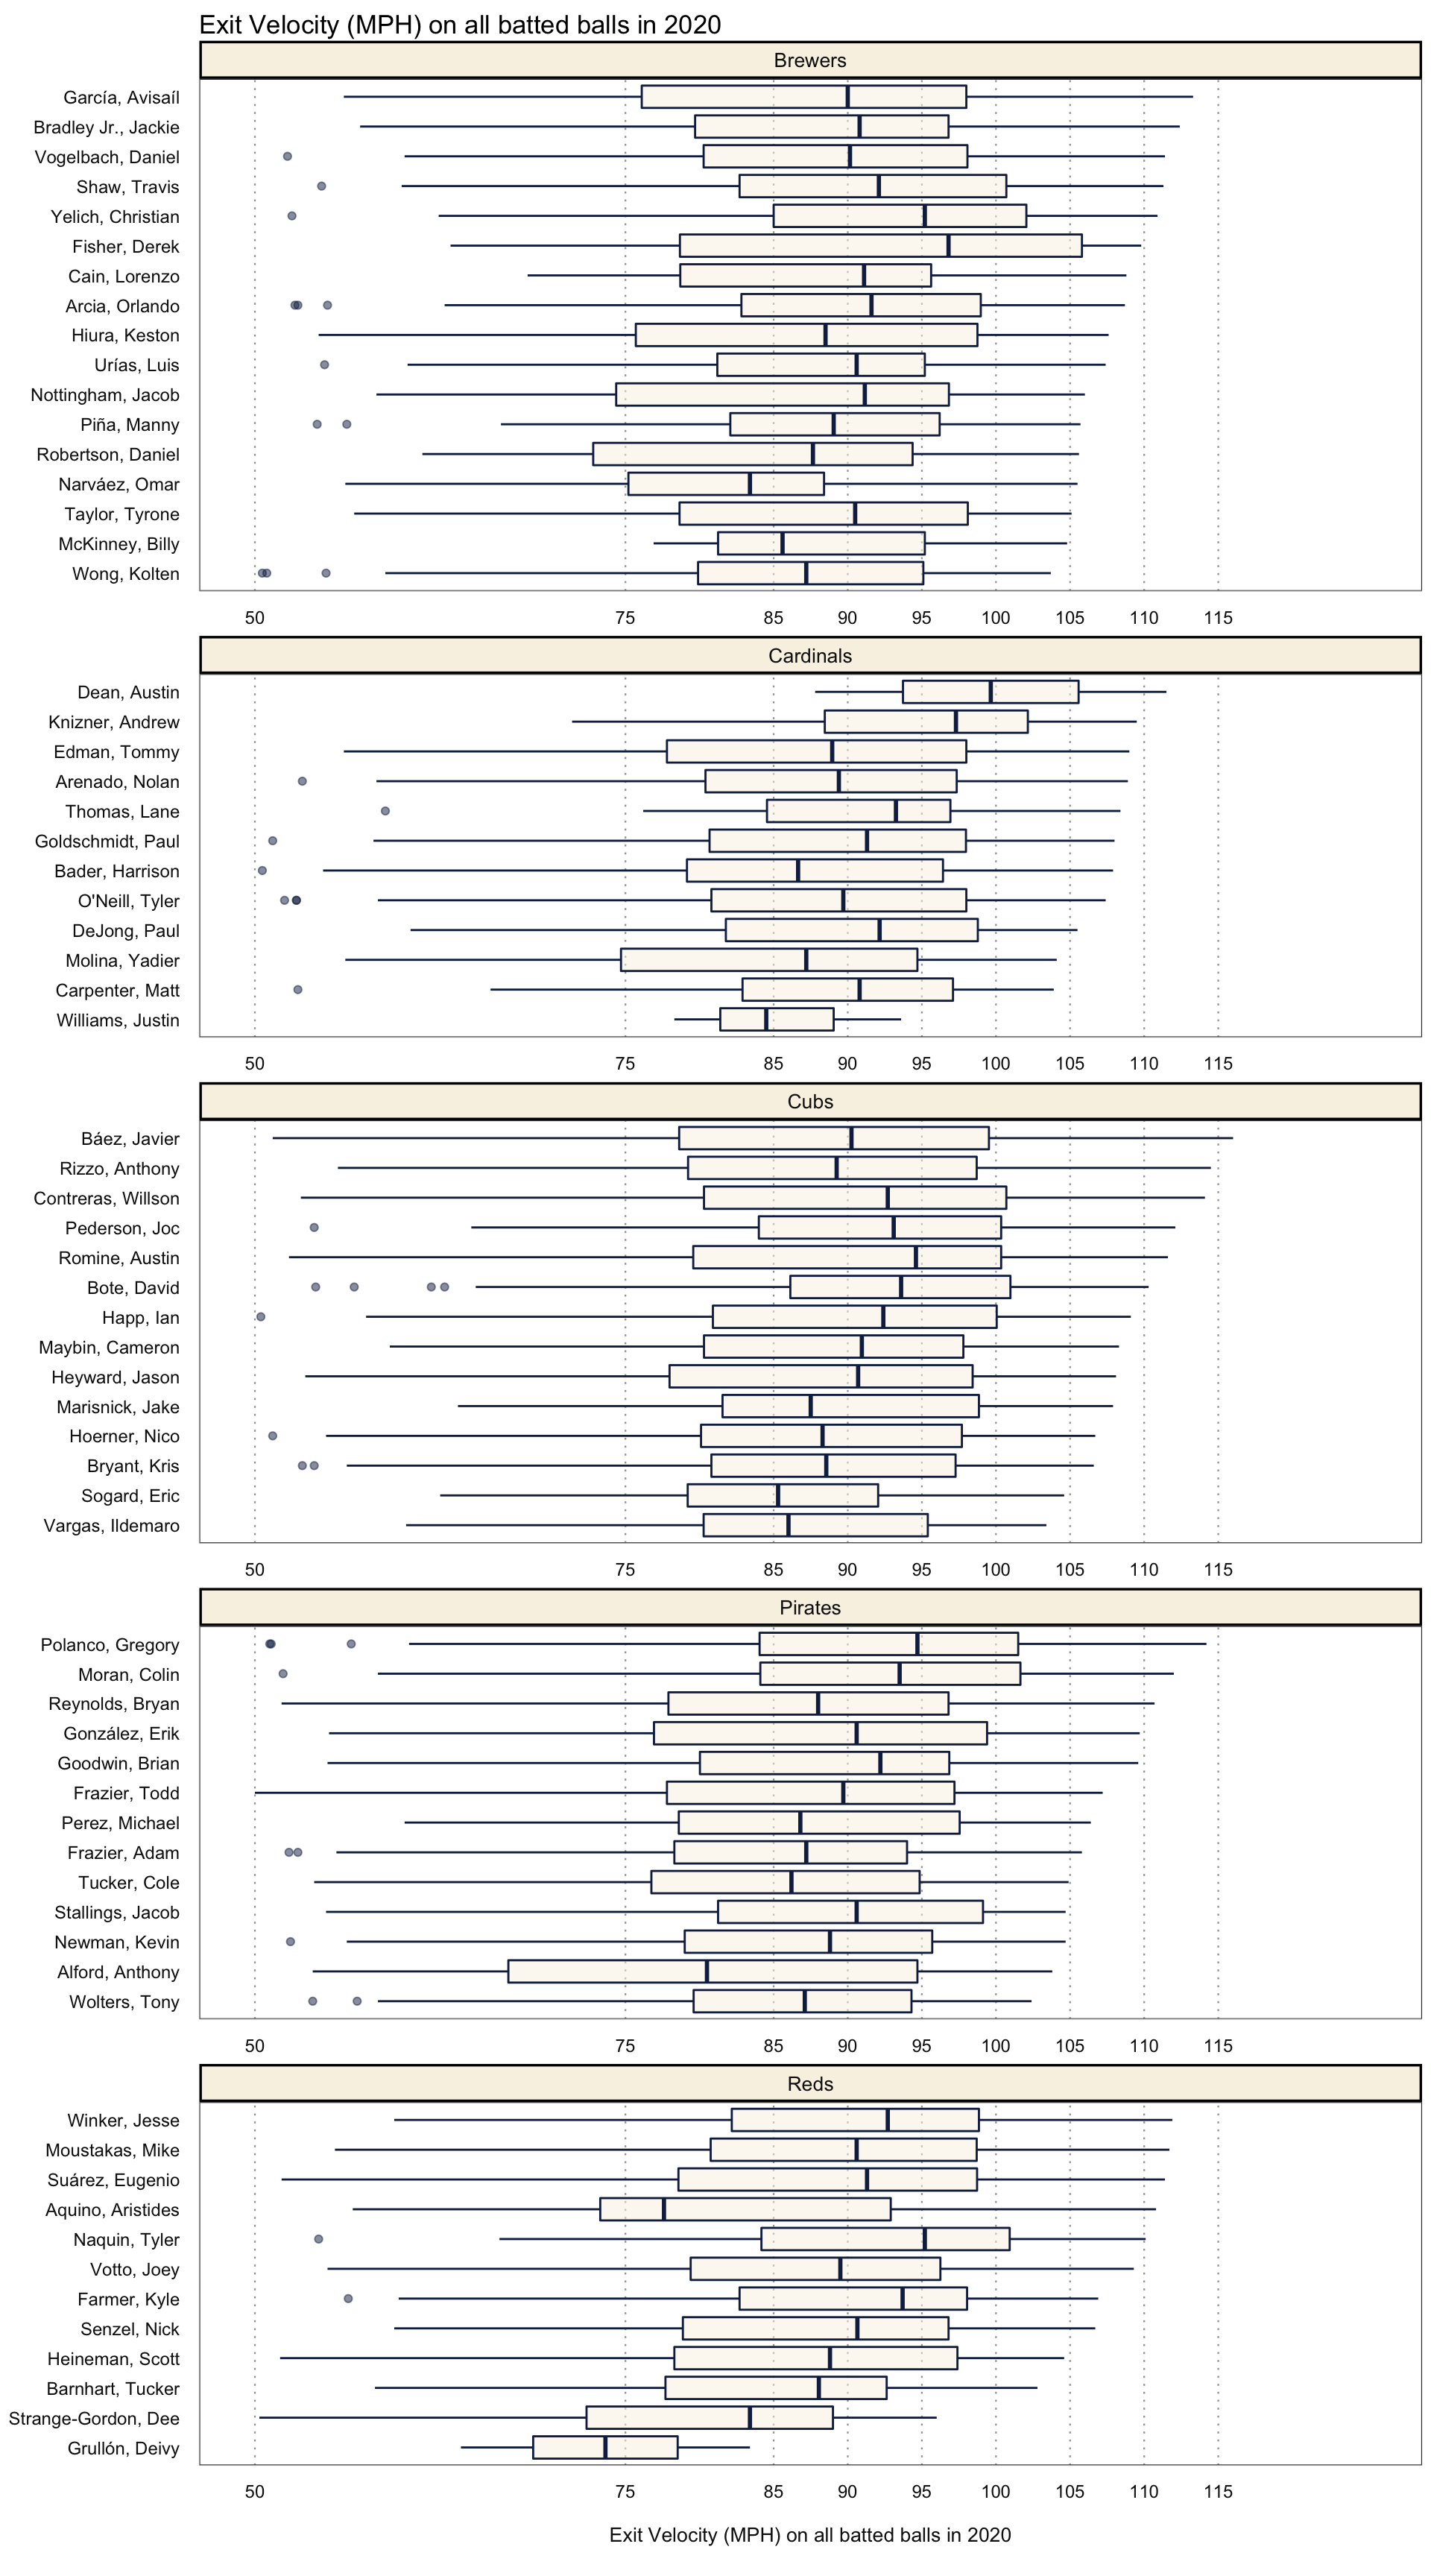 Exit Velocity (MPH) on all batted balls in 2020
Brewers
García, Avisaíl
Bradley Jr., Jackie
Vogelbach, Daniel
Shaw, Travis
Yelich, Christian
Fisher, Derek
Cain, Lorenzo
Arcia, Orlando
Hiura, Keston
Urías, Luis
Nottingham, Jacob
Piña, Manny
Robertson, Daniel
Narváez, Omar
Taylor, Tyrone
McKinney, Billy
Wong, Kolten
50 75 85 90 95 100 105 110 115
Cardinals
Dean, Austin
Knizner, Andrew
Edman, Tommy
Arenado, Nolan
Thomas, Lane
Goldschmidt, Paul
Bader, Harrison
O'Neill, Tyler
DeJong, Paul
Molina, Yadier
Carpenter, Matt
Williams, Justin
50 75 85 90 95 100 105 110 115
Cubs
Báez, Javier
Rizzo, Anthony
Contreras, Willson
Pederson, Joc
Romine, Austin
Bote, David
Happ, Ian
Maybin, Cameron
Heyward, Jason
Marisnick, Jake
Hoerner, Nico
Bryant, Kris
Sogard, Eric
Vargas, Ildemaro
50 75 85 90 95 100 105 110 115
Pirates
Polanco, Gregory
Moran, Colin
Reynolds, Bryan
González, Erik
Goodwin, Brian
Frazier, Todd
Perez, Michael
Frazier, Adam
Tucker, Cole
Stallings, Jacob
Newman, Kevin
Alford, Anthony
Wolters, Tony
50 75 85 90 95 100 105 110 115
Reds
Winker, Jesse
Moustakas, Mike
Suárez, Eugenio
Aquino, Aristides
Naquin, Tyler
Votto, Joey
Farmer, Kyle
Senzel, Nick
Heineman, Scott
Barnhart, Tucker
Strange-Gordon, Dee
Grullón, Deivy
50 75 85 90 95 100 105 110 115
Exit Velocity (MPH) on all batted balls in 2020